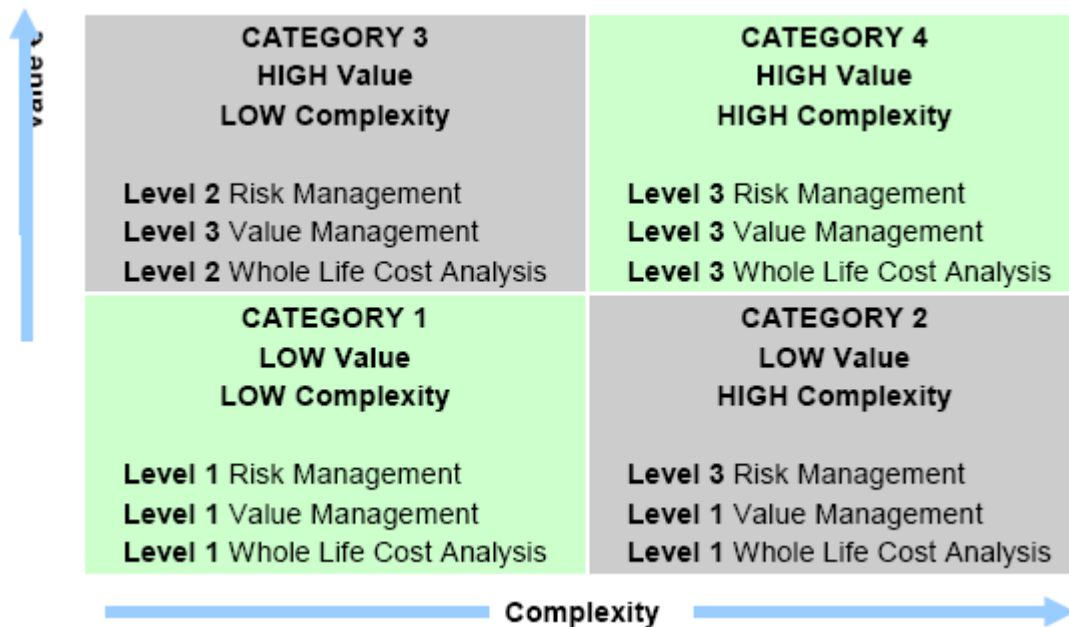 Value
CATEGORY 3
HIGH Value
LOW Complexity
Level 2 Risk Management
Level 3 Value Management
Level 2 Whole Life Cost Analysis
CATEGORY 4
HIGH Value
HIGH Complexity
Level 3 Risk Management
Level 3 Value Management
Level 3 Whole Life Cost Analysis
CATEGORY 1
LOW Value
LOW Complexity
Level 1 Risk Management
Level 1 Value Management
Level 1 Whole Life Cost Analysis
CATEGORY 2
LOW Value
HIGH Complexity
Level 3 Risk Management
Level 1 Value Management
Level 1 Whole Life Cost Analysis
Complexity